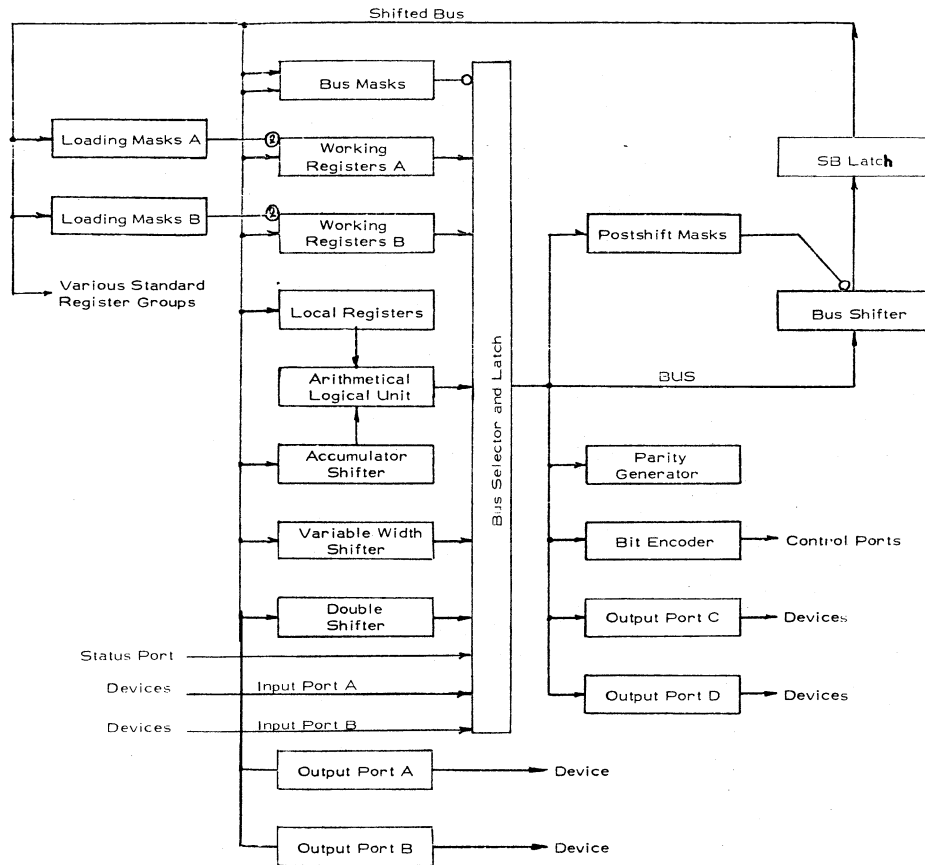 Shifted Bus
Bus Masks
Loading Masks A
2
Working
Registers A
SB Latch
Loading Masks B
2
Working
Registers B
Postshift Masks
Various Standard
Register Groups
Local Registers
Bus Shifter
Arithmetical
Logical Unit
Bus Selector and Latch
BUS
Accumulator
Shifter
Parity
Generator
Variable Width
Shifter
Bit Encoder
Control Ports
Double
Shifter
Output Port C
Devices
Status Port
Devices
Input Port A
Output Port D
Devices
Devices
Input Port B
Output Port A
Device
Output Port B
Device